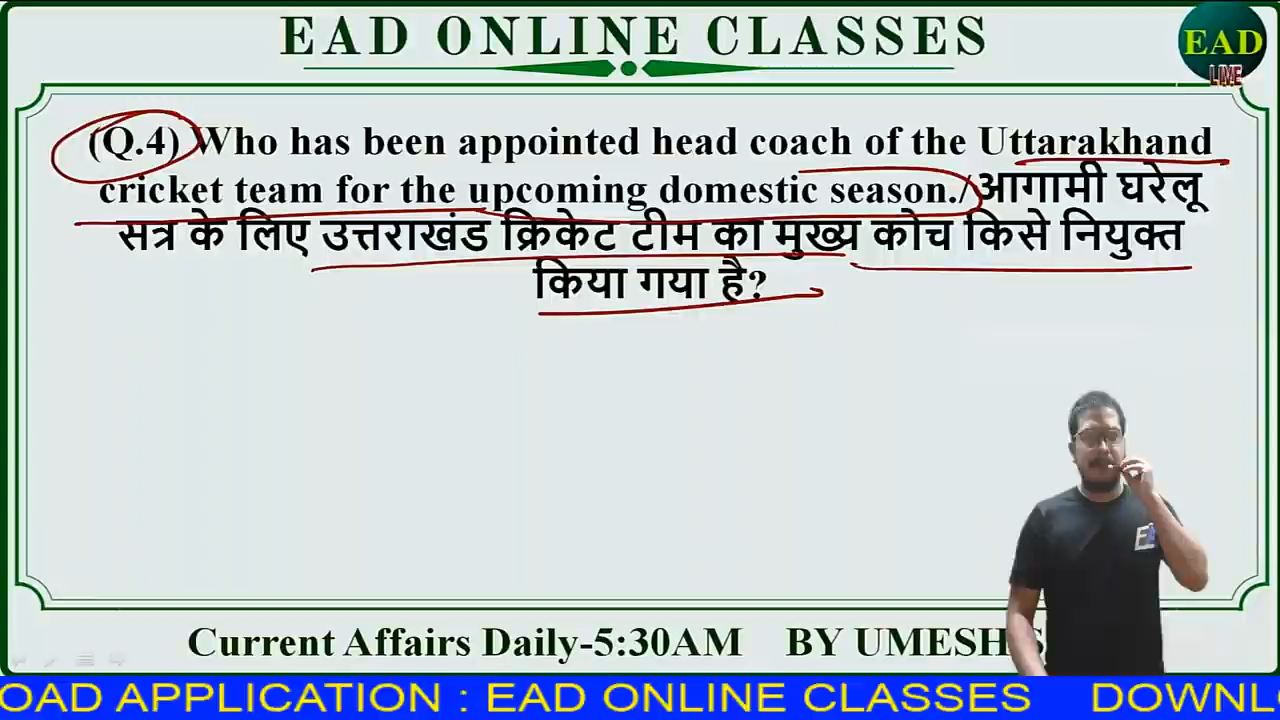 EAD ONLINE CLASSES
EAD
LIVE
(Q.4) Who has been appointed head coach of the Uttarakhand
cricket team for the upcoming domestic season./आगामी घरेलू
सत्र के लिए उत्तराखंड क्रिकेट टीम का मुख्य कोच किसे नियुक्त
किया गया है?
Current Affairs Daily-5:30AM BY UMESH
OAD APPLICATION : EAD ONLINE CLASSES DOWNL